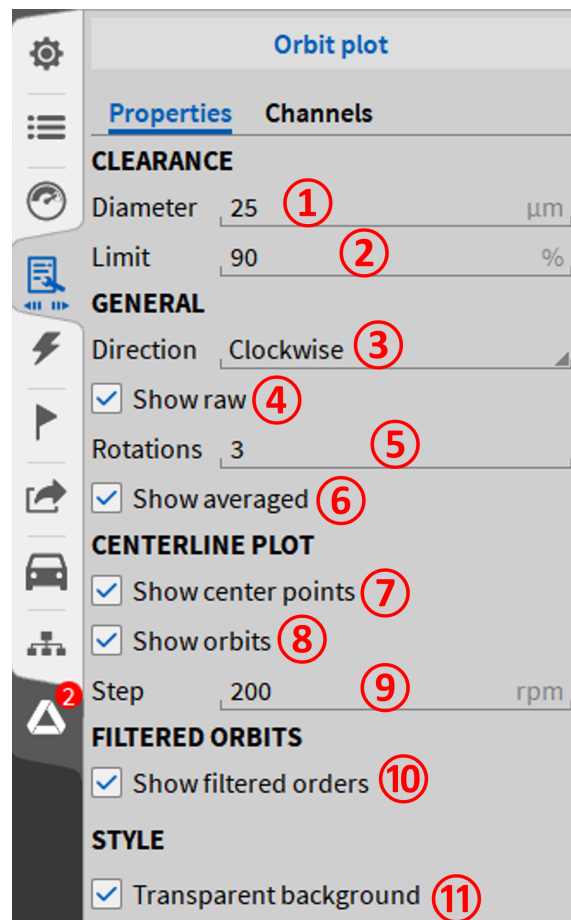 Orbit plot
Properties Channels
CLEARANCE
Diameter 25 ① µm
Limit 90 ② %
GENERAL
Direction Clockwise ③
Show raw ④
Rotations 3 ⑤
Show averaged ⑥
CENTERLINE PLOT
Show center points ⑦
Show orbits ⑧
2
Step 200 ⑨ rpm
FILTERED ORBITS
Show filtered orders ⑩
STYLE
Transparent background ⑪